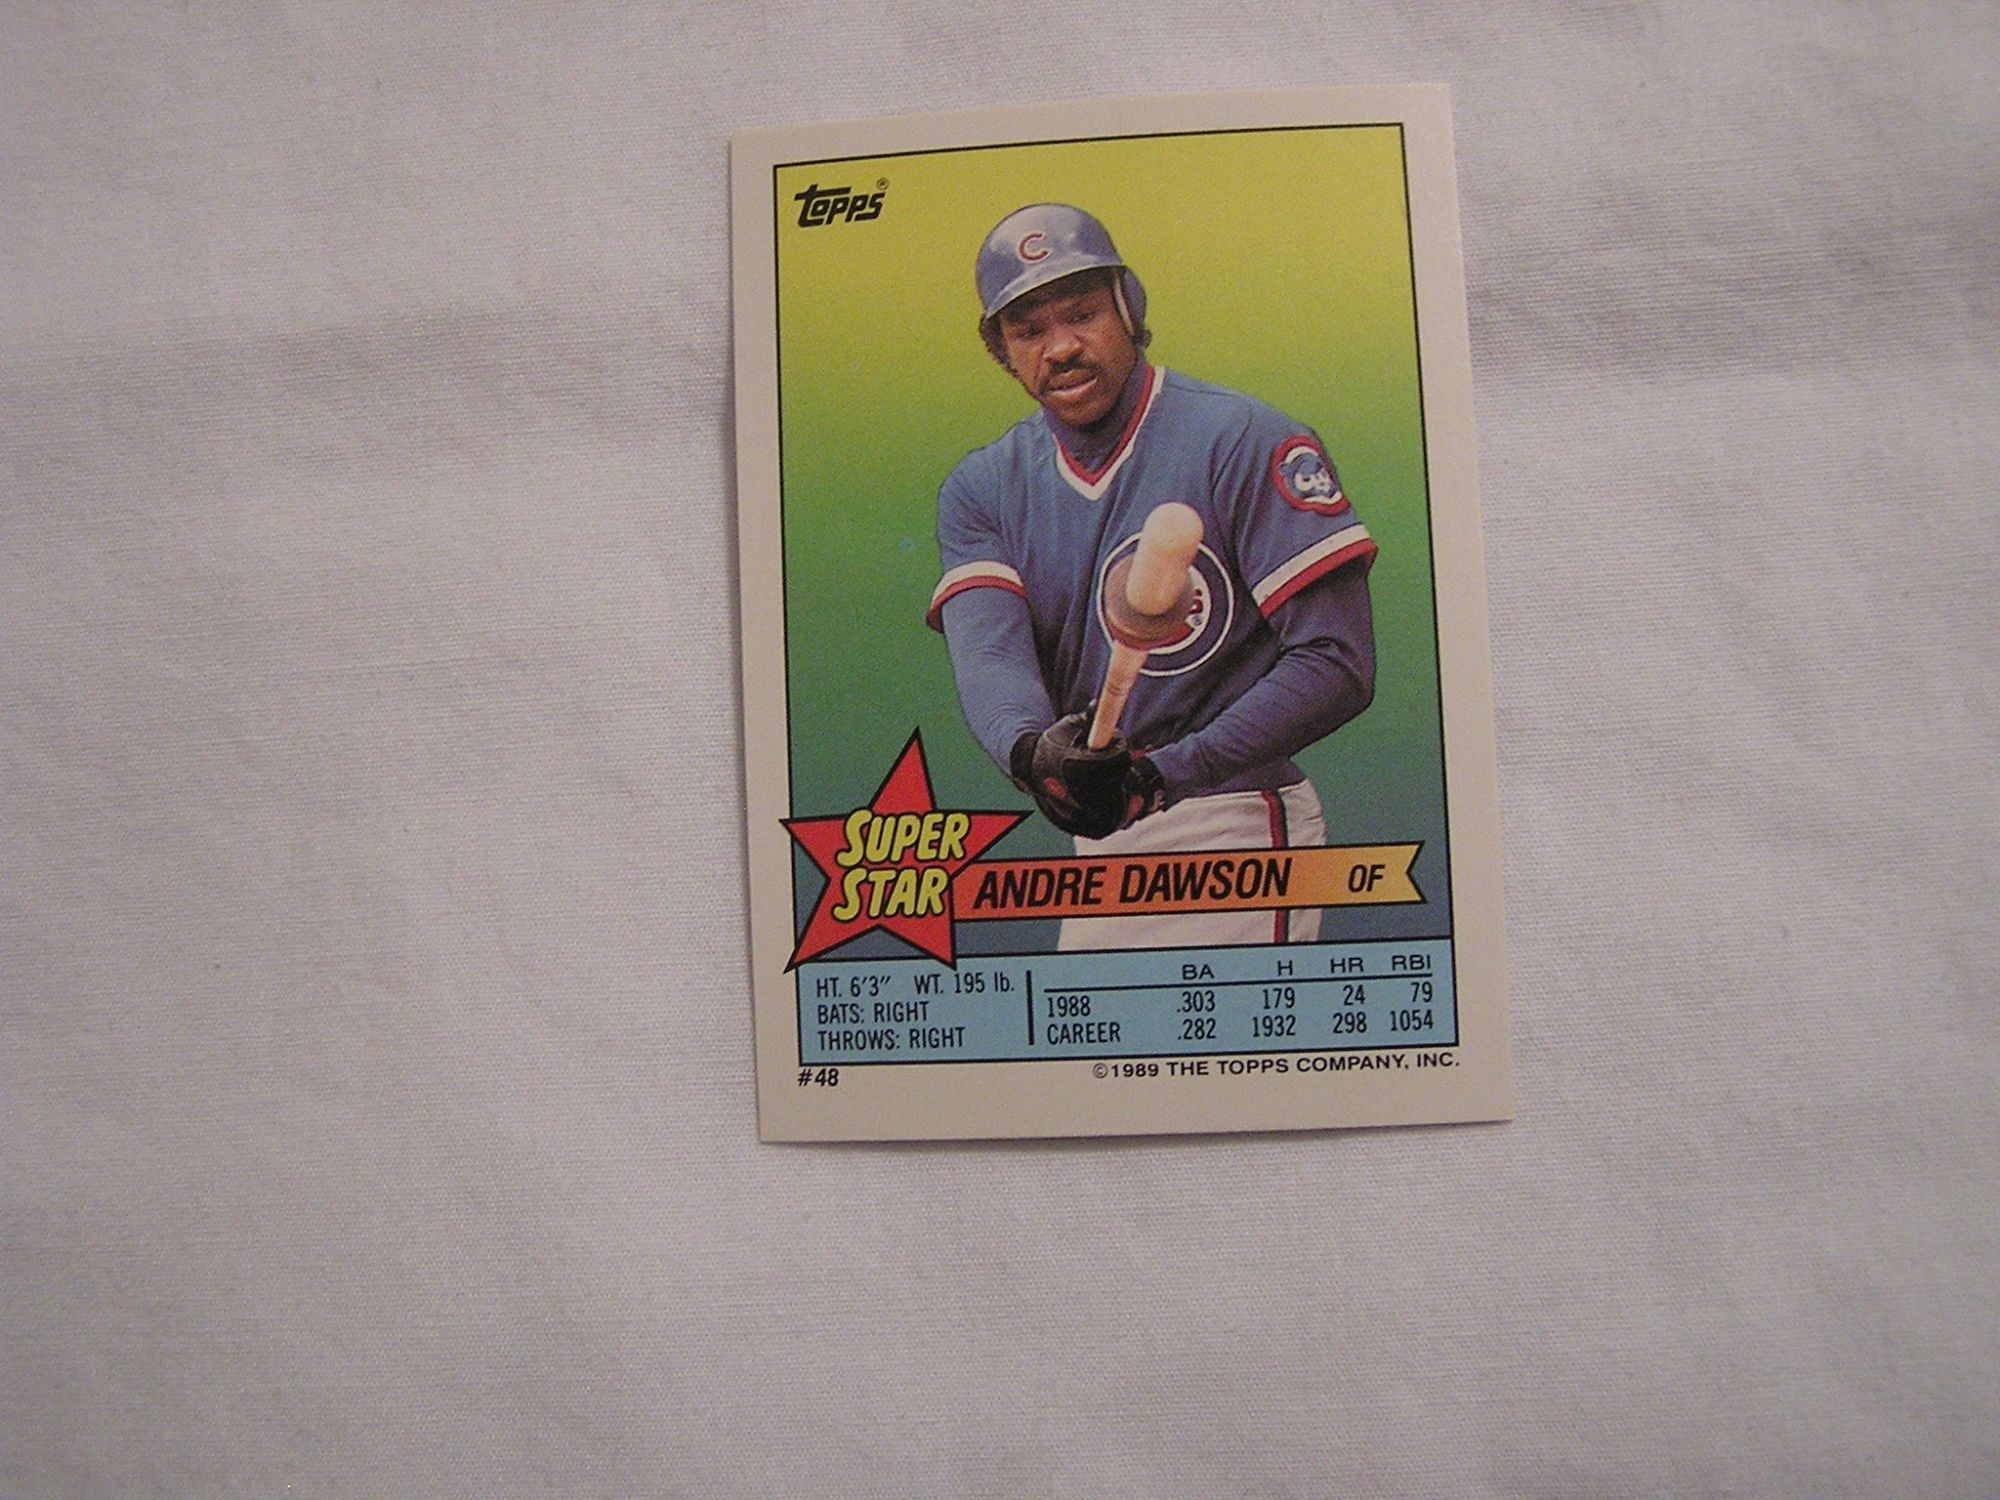 topps®
C
SUPER
STAR
ANDRE DAWSON OF
HT. 6'3" WT. 195 lb.
BATS: RIGHT
THROWS: RIGHT
BA H HR RBI
1988 .303 179 24 79
CAREER .282 1932 298 1054
#48
©1989 THE TOPPS COMPANY, INC.